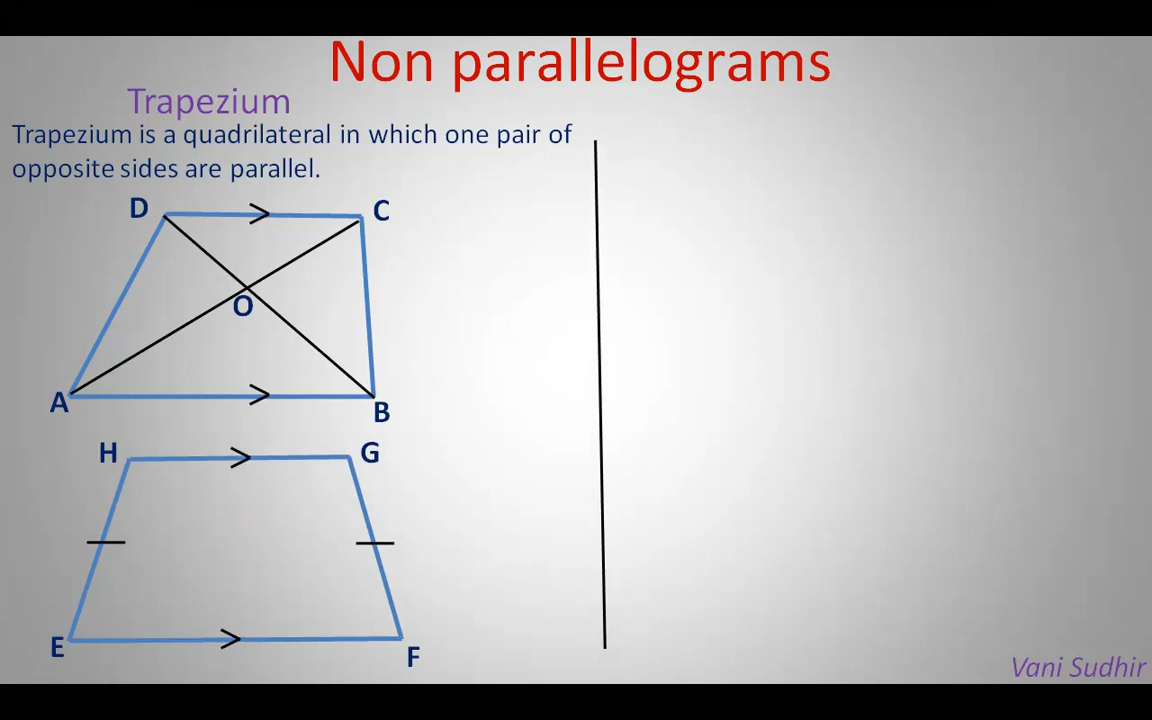 Non parallelograms
Trapezium
Trapezium is a quadrilateral in which one pair of
opposite sides are parallel.
D
C
O
A
B
H
G
E
F
Vani Sudhir